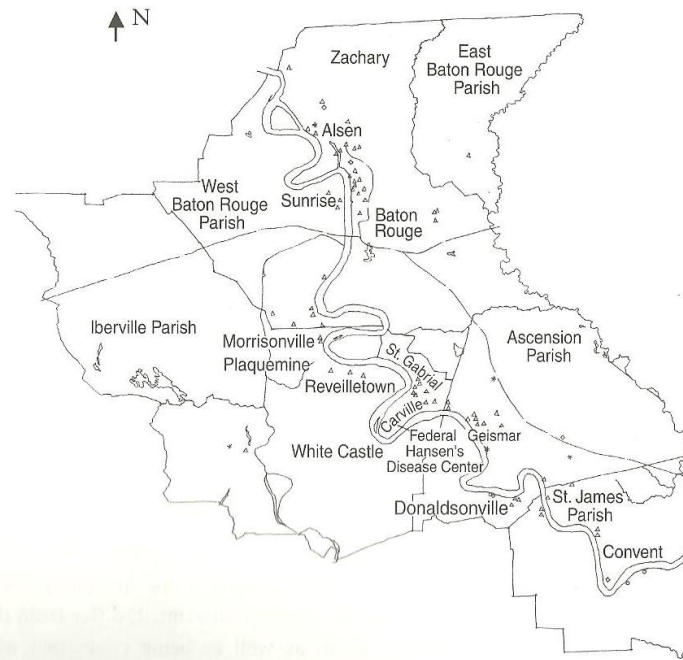 N
Zachary
East
Baton Rouge
Parish
Alsen
West
Baton Rouge
Parish
Sunrise
Baton
Rouge
Iberville Parish
Morrisonville
Plaquemine
Reveilletown
St. Gabrial
Carville
Ascension
Parish
White Castle
Federal
Hansen's
Disease Center
Geismar
Donaldsonville
St. James
Parish
Convent